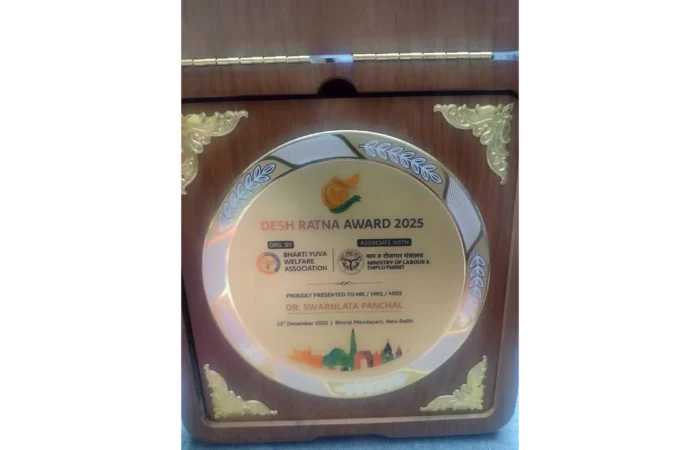 DESH RATNA AWARD 2025
ORG. BY
BHARTI YUVA
WELFARE
ASSOCIATION
ASSOCIATE WITH
श्रम व रोजगार मंत्रालय
MINISTRY OF LABOUR &
EMPLOYMENT
PROUDLY PRESENTED TO MR./ MRS./ MISS
DR. SWARNLATA PANCHAL
December 2025 | Bharat Mandapam, New Delhi